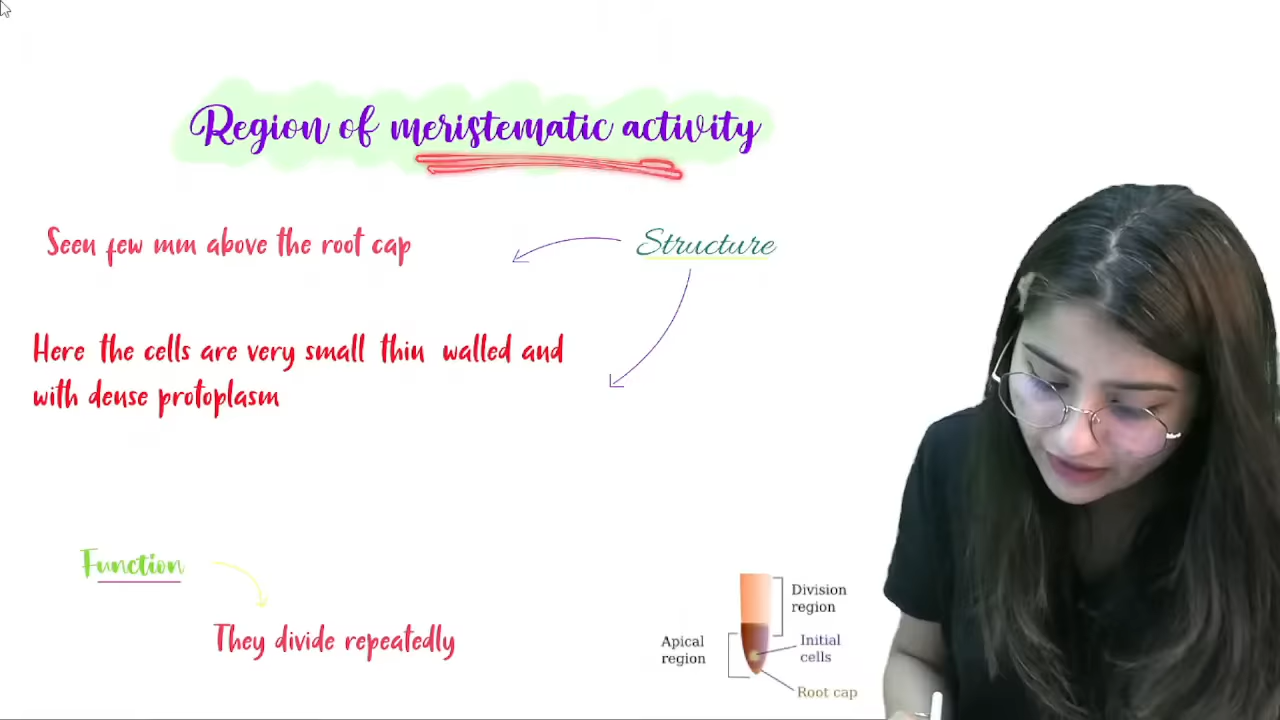 Region of meristematic activity
Seen few mm above the root cap
Structure
Here the cells are very small thin walled and
with dense protoplasm
Function
They divide repeatedly
Division
region
Apical
region
Initial
cells
Root cap